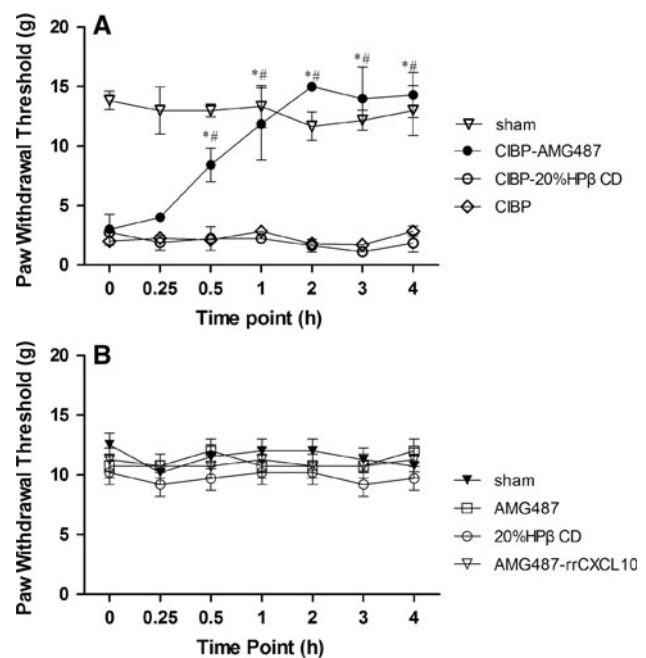 A
Paw Withdrawal Threshold (g)
20
15
10
5
0
*#
*#
*#
*#
*#
0 0.25 0.5 1 2 3 4
Time point (h)
sham
CIBP-AMG487
CIBP-20%HPβ CD
CIBP
B
Paw Withdrawal Threshold (g)
20
15
10
5
0
0 0.25 0.5 1 2 3 4
Time Point (h)
sham
AMG487
20%HPβ CD
AMG487-rrCXCL10